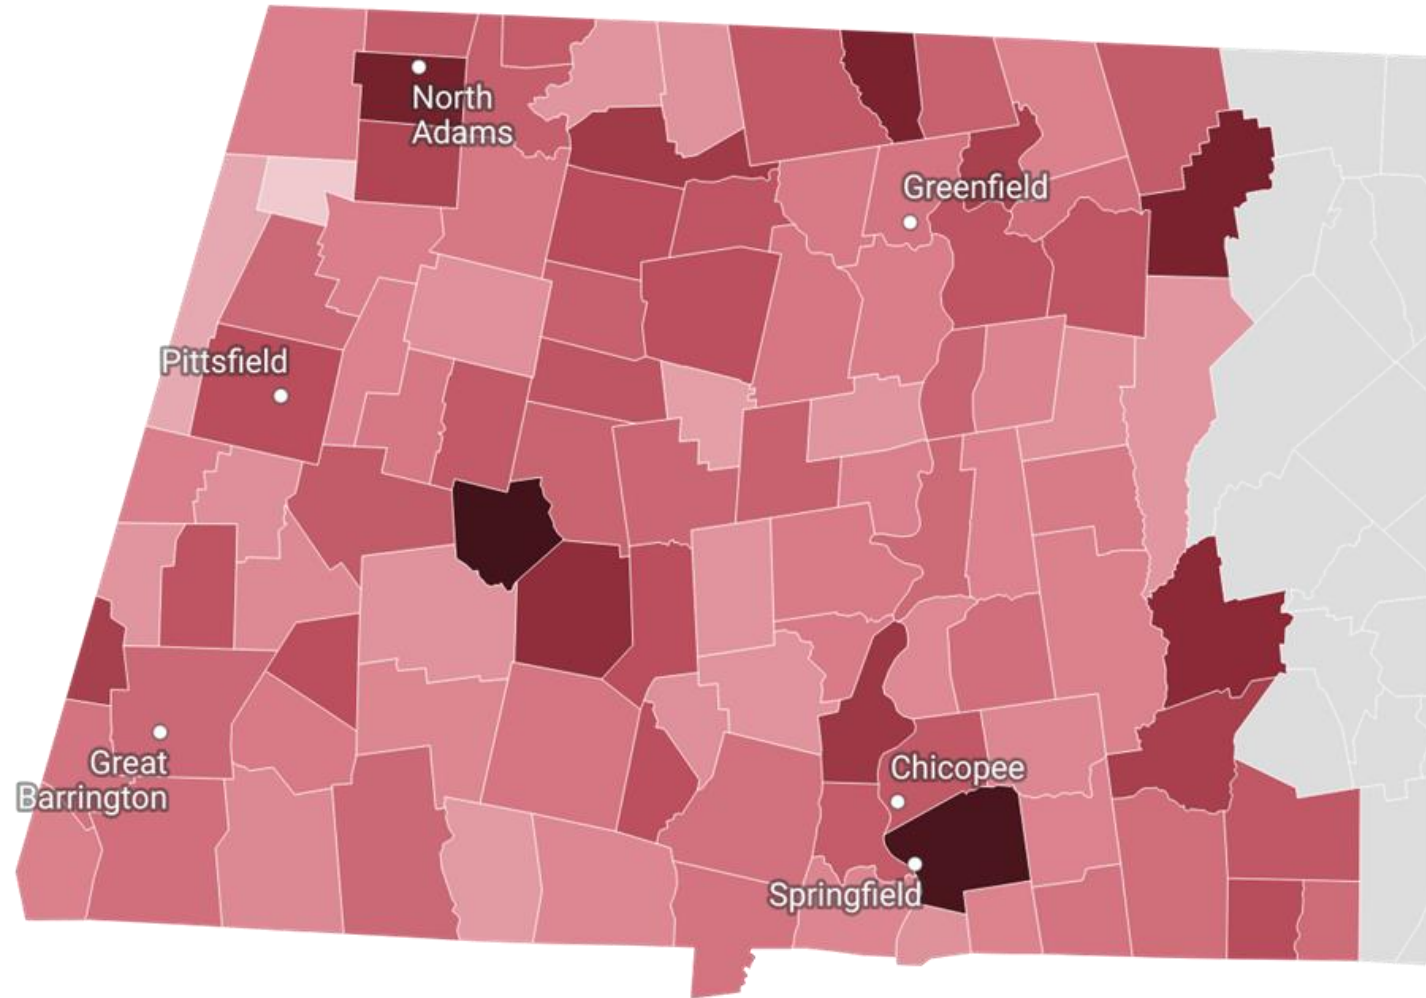 North
Adams
Greenfield
Pittsfield
Great
Barrington
Chicopee
Springfield